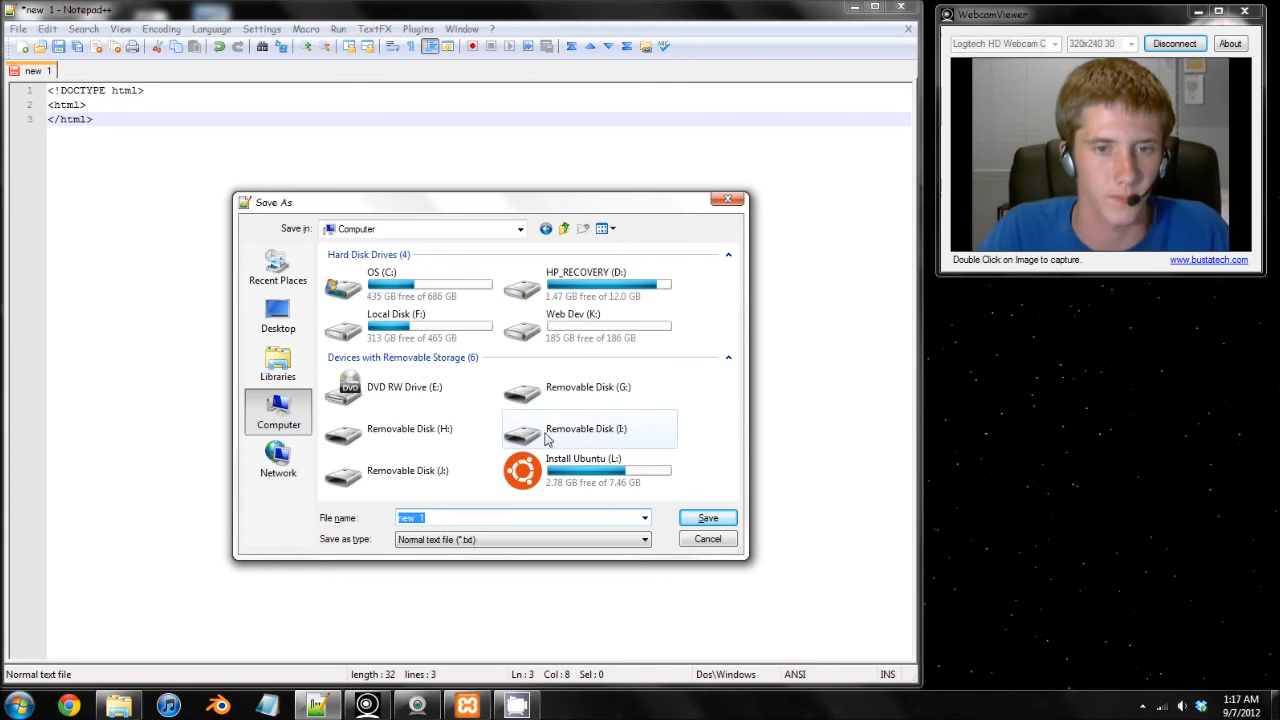 *new 1 - Notepad++
File Edit Search View Encoding Language Settings Macro Run TextFX Plugins Window ? X
new 1
1 <!DOCTYPE html>
2 <html>
3 </html>
Save As
Save in: Computer
Recent Places
Desktop
Libraries
Computer
Network
Hard Disk Drives (4)
OS (C:)
435 GB free of 686 GB
HP_RECOVERY (D:)
1.47 GB free of 12.0 GB
Local Disk (F:)
313 GB free of 465 GB
Web Dev (K:)
185 GB free of 186 GB
Devices with Removable Storage (6)
DVD RW Drive (E:)
Removable Disk (G:)
Removable Disk (H:)
Removable Disk (I:)
Removable Disk (J:)
Install Ubuntu (L:)
2.78 GB free of 7.46 GB
File name: new 1
Save
Save as type: Normal text file (*.txt)
Cancel
Normal text file length: 32 lines: 3 Ln: 3 Col: 8 Sel: 0 Dos\Windows ANSI INS
WebcamViewer
Logitech HD Webcam C 320x240 30 Disconnect About
Double Click on Image to capture. www.bustatech.com
1:17 AM
9/7/2012